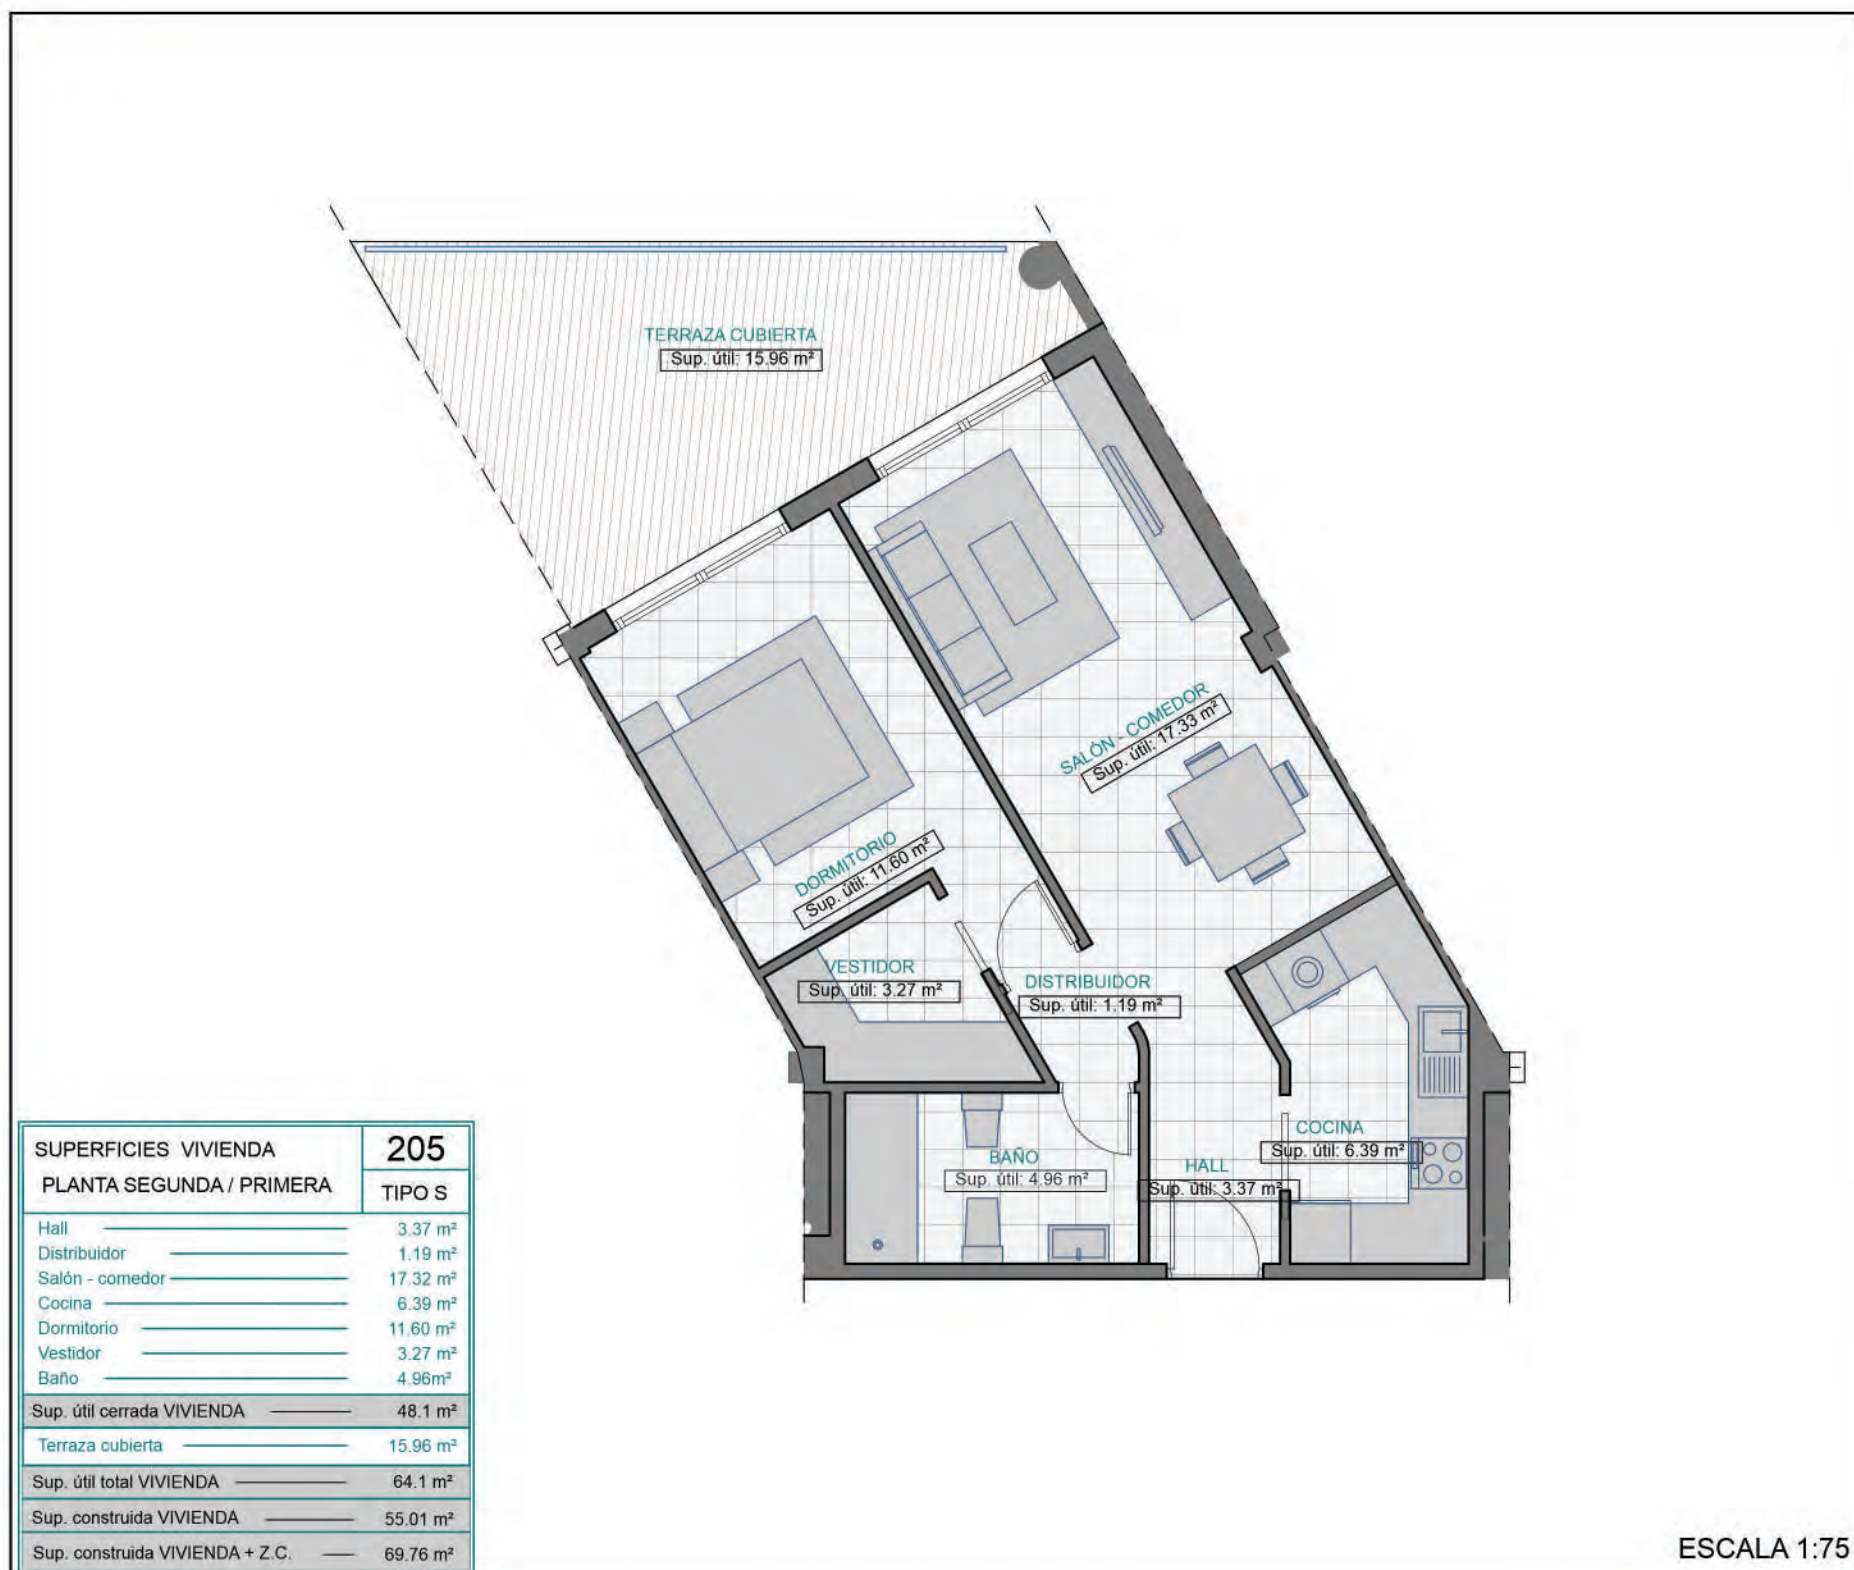 TERRAZA CUBIERTA
Sup. útil: 15.96 m²
SALÓN - COMEDOR
Sup. útil: 17.33 m²
DORMITORIO
Sup. útil: 11.60 m²
VESTIDOR
Sup. útil: 3.27 m²
DISTRIBUIDOR
Sup. útil: 1.19 m²
COCINA
Sup. útil: 6.39 m²
BAÑO
Sup. útil: 4.96 m²
HALL
Sup. útil: 3.37 m²
SUPERFICIES VIVIENDA 205
PLANTA SEGUNDA / PRIMERA TIPO S
Hall 3.37 m²
Distribuidor 1.19 m²
Salón - comedor 17.32 m²
Cocina 6.39 m²
Dormitorio 11.60 m²
Vestidor 3.27 m²
Baño 4.96m²
Sup. útil cerrada VIVIENDA 48.1 m²
Terraza cubierta 15.96 m²
Sup. útil total VIVIENDA 64.1 m²
Sup. construida VIVIENDA 55.01 m²
Sup. construida VIVIENDA + Z.C. 69.76 m²
ESCALA 1:75